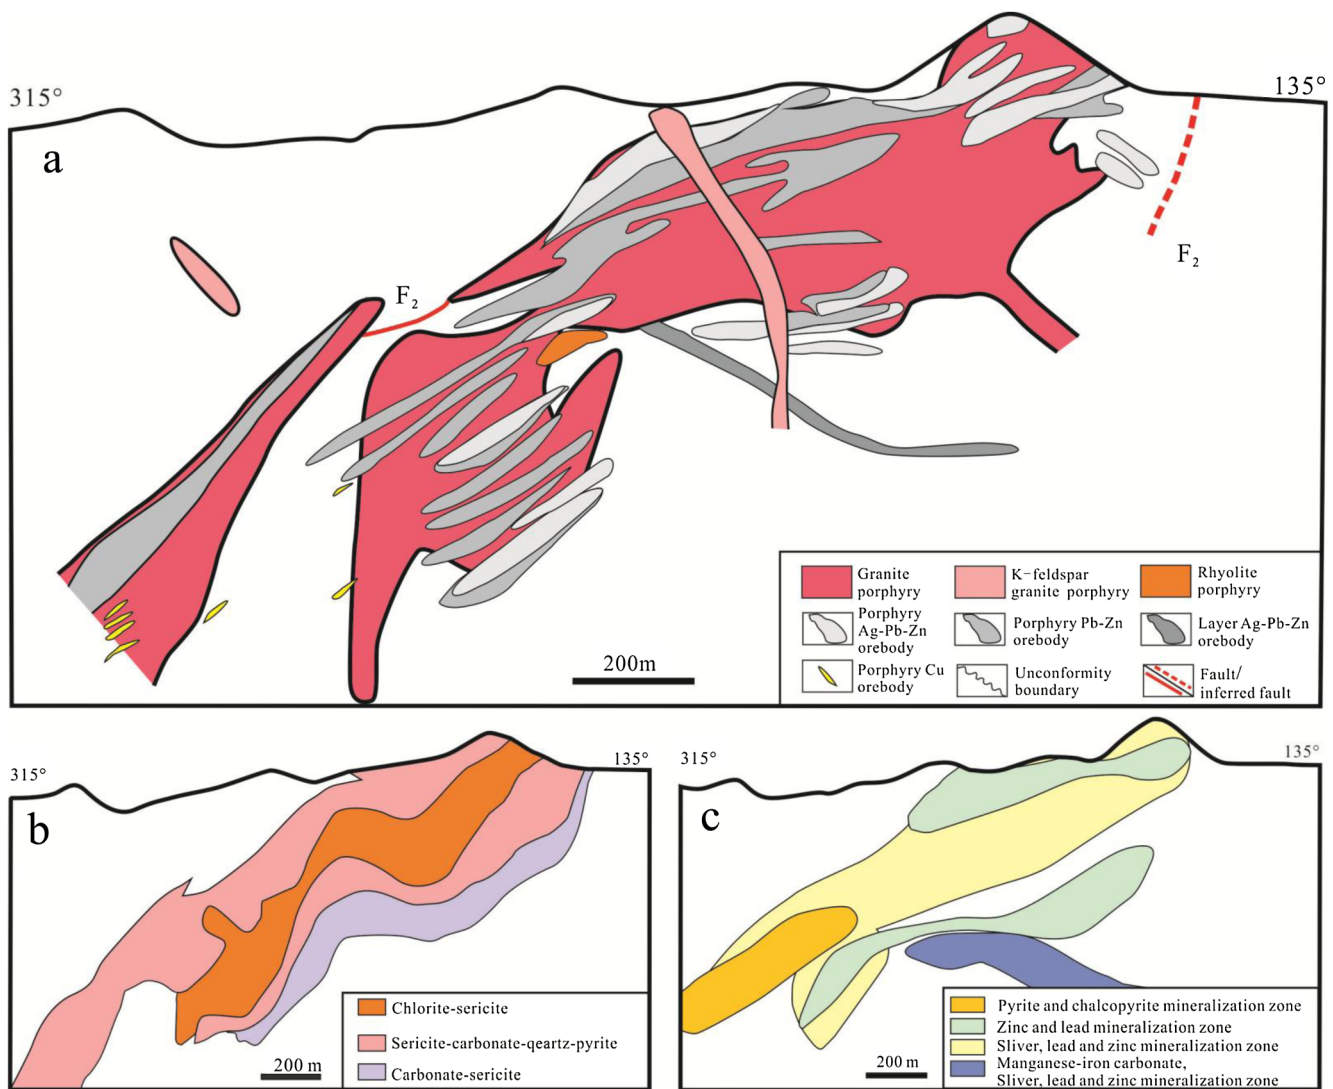 315°
135°
a
F2
F2
Granite
porphyry
K-feldspar
granite porphyry
Rhyolite
porphyry
Porphyry
Ag-Pb-Zn
orebody
Porphyry Pb-Zn
orebody
Layer Ag-Pb-Zn
orebody
Porphyry Cu
orebody
Unconformity
boundary
Fault/
inferred fault
200m
315°
135°
b
Chlorite-sericite
Sericite-carbonate-qeartz-pyrite
Carbonate-sericite
200 m
315°
135°
c
Pyrite and chalcopyrite mineralization zone
Zinc and lead mineralization zone
Sliver, lead and zinc mineralization zone
Manganese-iron carbonate,
Sliver, lead and zinc mineralization zone
200 m